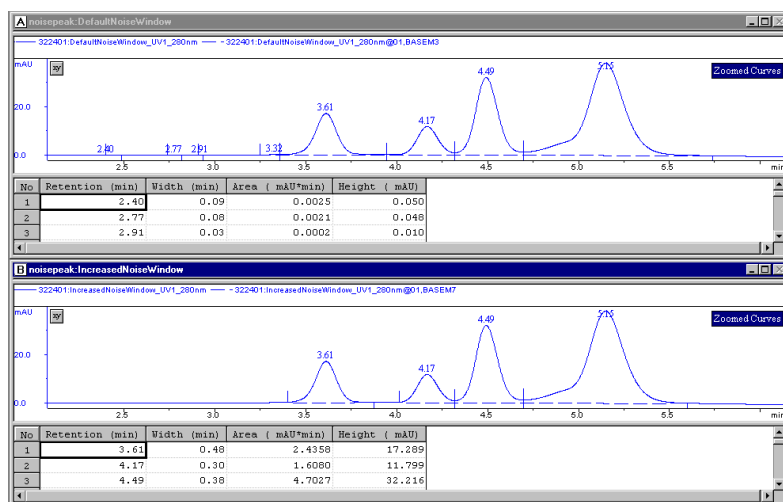 A noisepeak:DefaultNoiseWindow
322401:DefaultNoiseWindow_UV1_280nm 322401:DefaultNoiseWindow_UV1_280nm@01,BASEM3
mAU
xy
Zoomed Curves
20.0
0.0
2.40 2.77 2.91 3.32 3.61 4.17 4.49 5.15
2.5 3.0 3.5 4.0 4.5 5.0 5.5 min
No Retention (min) Width (min) Area ( mAU*min) Height ( mAU)
1 2.40 0.09 0.0025 0.050
2 2.77 0.08 0.0021 0.048
3 2.91 0.03 0.0002 0.010
B noisepeak:IncreasedNoiseWindow
322401:IncreasedNoiseWindow_UV1_280nm 322401:IncreasedNoiseWindow_UV1_280nm@01,BASEM7
mAU
xy
Zoomed Curves
20.0
0.0
3.61 4.17 4.49 5.15
2.5 3.0 3.5 4.0 4.5 5.0 5.5 min
No Retention (min) Width (min) Area ( mAU*min) Height ( mAU)
1 3.61 0.48 2.4358 17.289
2 4.17 0.30 1.6080 11.799
3 4.49 0.38 4.7027 32.216